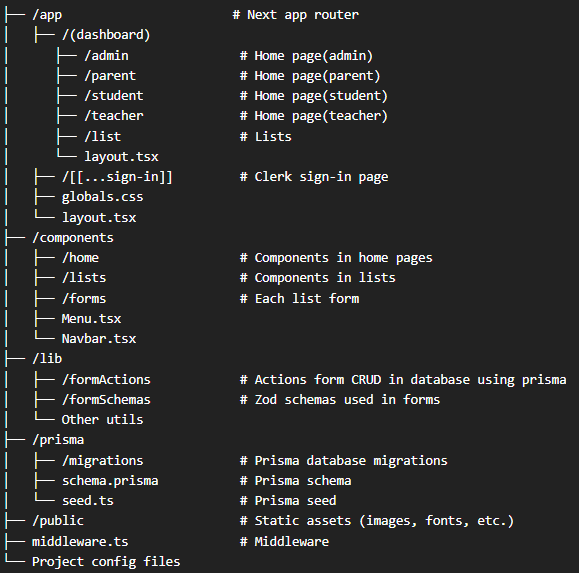 ├── /app                        # Next app router
│   ├── /(dashboard)
│   │   ├── /admin               # Home page(admin)
│   │   ├── /parent              # Home page(parent)
│   │   ├── /student             # Home page(student)
│   │   ├── /teacher             # Home page(teacher)
│   │   ├── /list                # Lists
│   │   └── layout.tsx
│   ├── /[[...sign-in]]         # Clerk sign-in page
│   ├── globals.css
│   └── layout.tsx
├── /components
│   ├── /home                   # Components in home pages
│   ├── /lists                  # Components in lists
│   ├── /forms                  # Each list form
│   ├── Menu.tsx
│   └── Navbar.tsx
├── /lib
│   ├── /formActions            # Actions form CRUD in database using prisma
│   ├── /formSchemas            # Zod schemas used in forms
│   └── Other utils
├── /prisma
│   ├── /migrations             # Prisma database migrations
│   ├── schema.prisma           # Prisma schema
│   └── seed.ts                 # Prisma seed
├── /public                     # Static assets (images, fonts, etc.)
├── middleware.ts               # Middleware
└── Project config files